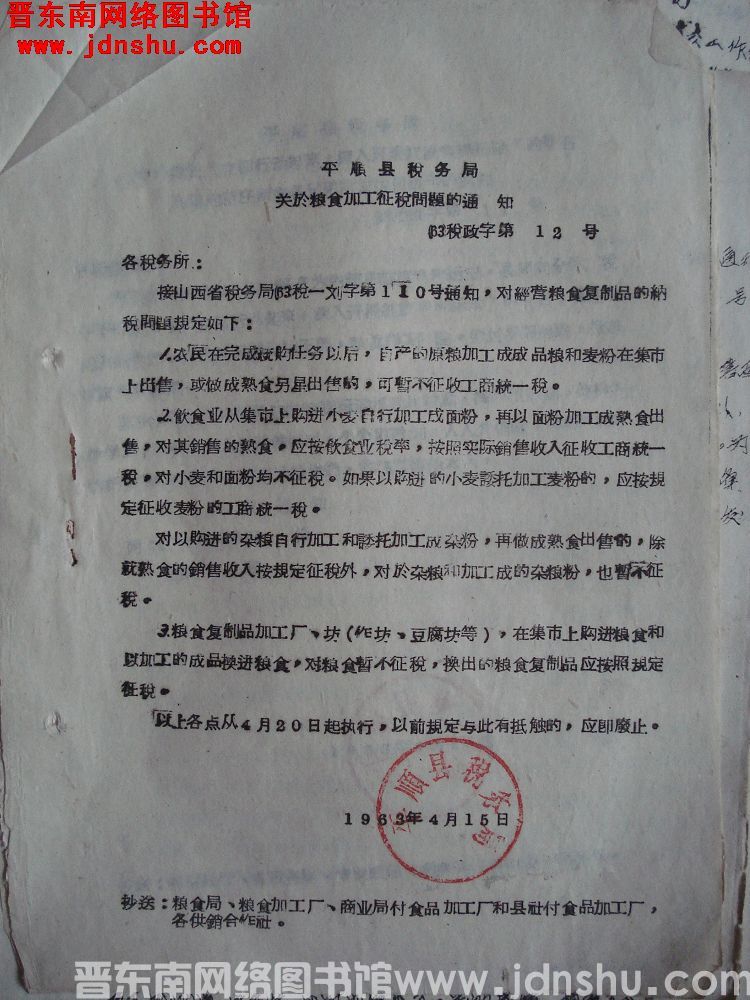 晋东南网络图书馆
www.jdnshu.com
平顺县税务局
关於粮食加工征税問題的通 知
(63)税政字第 12 号
各税务所：
接山西省税务局(63)税一刘字第110号通知，对經营粮食复制品的納
税問題規定如下：
1.农民在完成統购任务以后，自产的原粮加工成成品粮和麦粉在集市
上出售，或做成熟食另星出售的，可暂不征收工商統一税。
2.飲食业从集市上购进小麦自行加工成面粉，再以面粉加工成熟食出
售，对其銷售的熟食，应按飲食业税率，按照实际銷售收入征收工商統一
税，对小麦和面粉均不征税。如果以购进的小麦諉托加工麦粉的，应按規
定征收麦粉的工商統一税。
对以购进的杂粮自行加工和諉托加工成杂粉，再做成熟食出售的，除
就熟食的銷售收入按規定征税外，对於杂粮和加工成的杂粮粉，也暫不征
税。
3.粮食复制品加工厂、坊（作坊、豆腐坊等），在集市上购进粮食和
以加工的成品换进粮食，对粮食暫不征税，换出的粮食复制品应按照規定
征税。
以上各点从4月20日起执行，以前規定与此有抵触的，应即廢止。
平顺县税务局
1963年4月15日
鈔送：粮食局、粮食加工厂、商业局付食品加工厂和县社付食品加工厂，
各供銷合作社。
晋东南网络图书馆 www.jdnshu.com